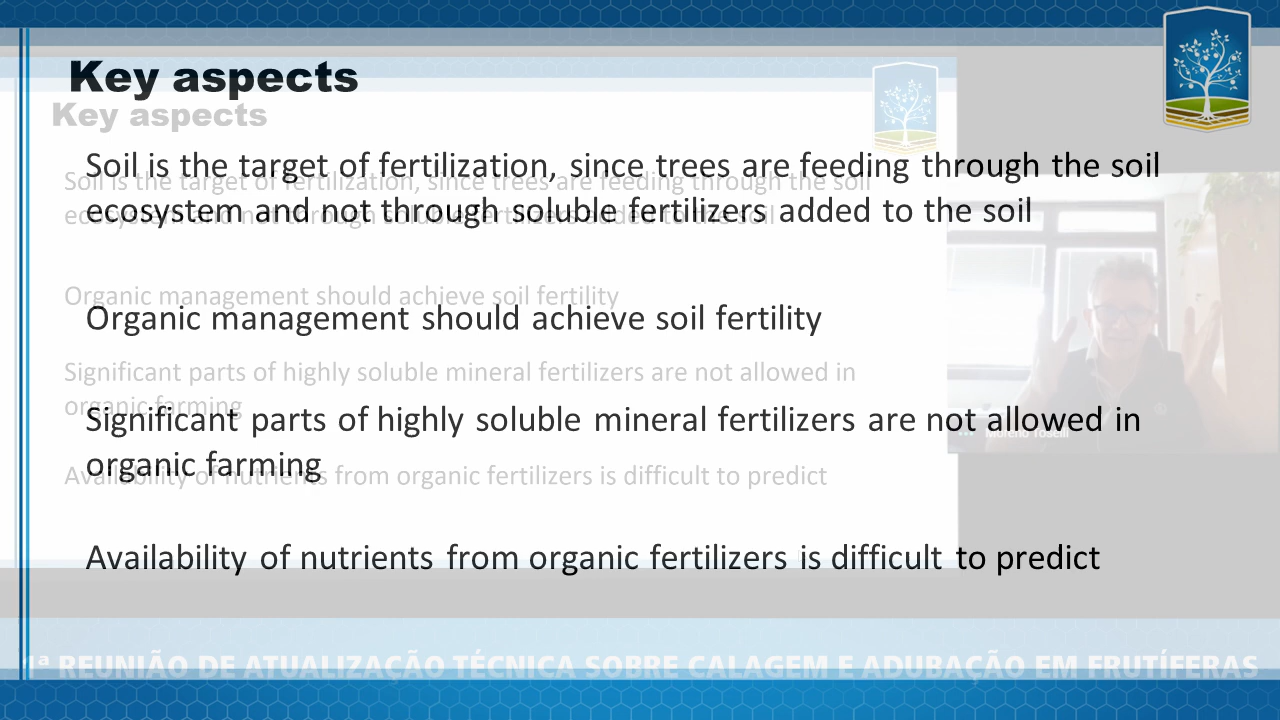 Key aspects
Key aspects
Soil is the target of fertilization, since trees are feeding through the soil
ecosystem and not through soluble fertilizers added to the soil
Soil is the target of fertilization, since trees are feeding through the soil
ecosystem and not through soluble fertilizers added to the soil
Organic management should achieve soil fertility
Organic management should achieve soil fertility
Significant parts of highly soluble mineral fertilizers are not allowed in
organic farming
Significant parts of highly soluble mineral fertilizers are not allowed in
organic farming
Moreno Toselli
Availability of nutrients from organic fertilizers is difficult to predict
Availability of nutrients from organic fertilizers is difficult to predict
1ª REUNIÃO DE ATUALIZAÇÃO TÉCNICA SOBRE CALAGEM E ADUBAÇÃO EM FRUTÍFERAS